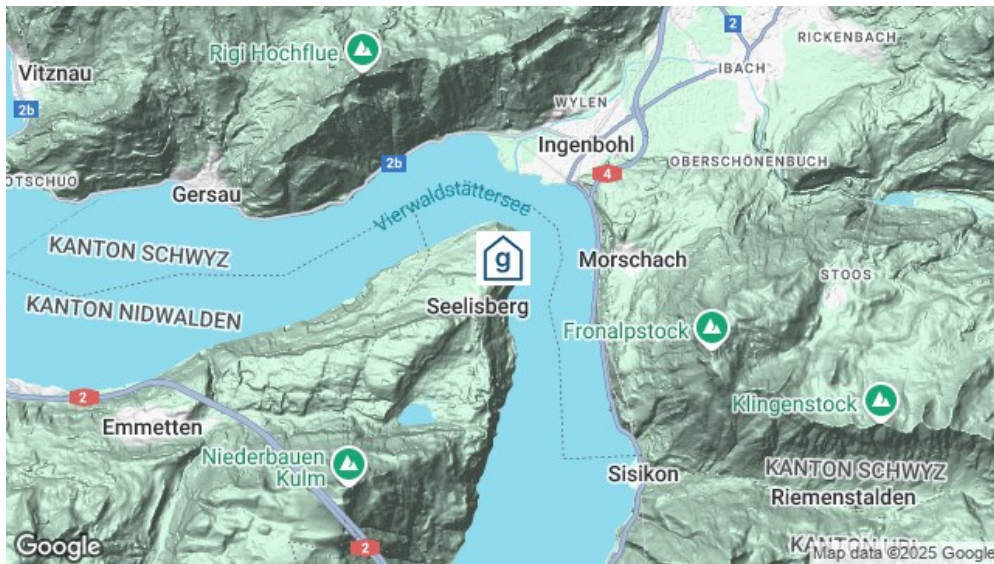 Rigi Hochflue
2
RICKENBACH
Vitznau
IBACH
2b
WYLEN
Ingenbohl
2b
OBERSCHÖNENBUCH
4
OTSCHUO
Gersau
Vierwaldstättersee
KANTON SCHWYZ
g
Morschach
STOOS
KANTON NIDWALDEN
Seelisberg
Fronalpstock
2
Klingenstock
Emmetten
Niederbauen
Kulm
Sisikon
KANTON SCHWYZ
Riemenstalden
Google
2
KANTON URI
Map data ©2025 Google